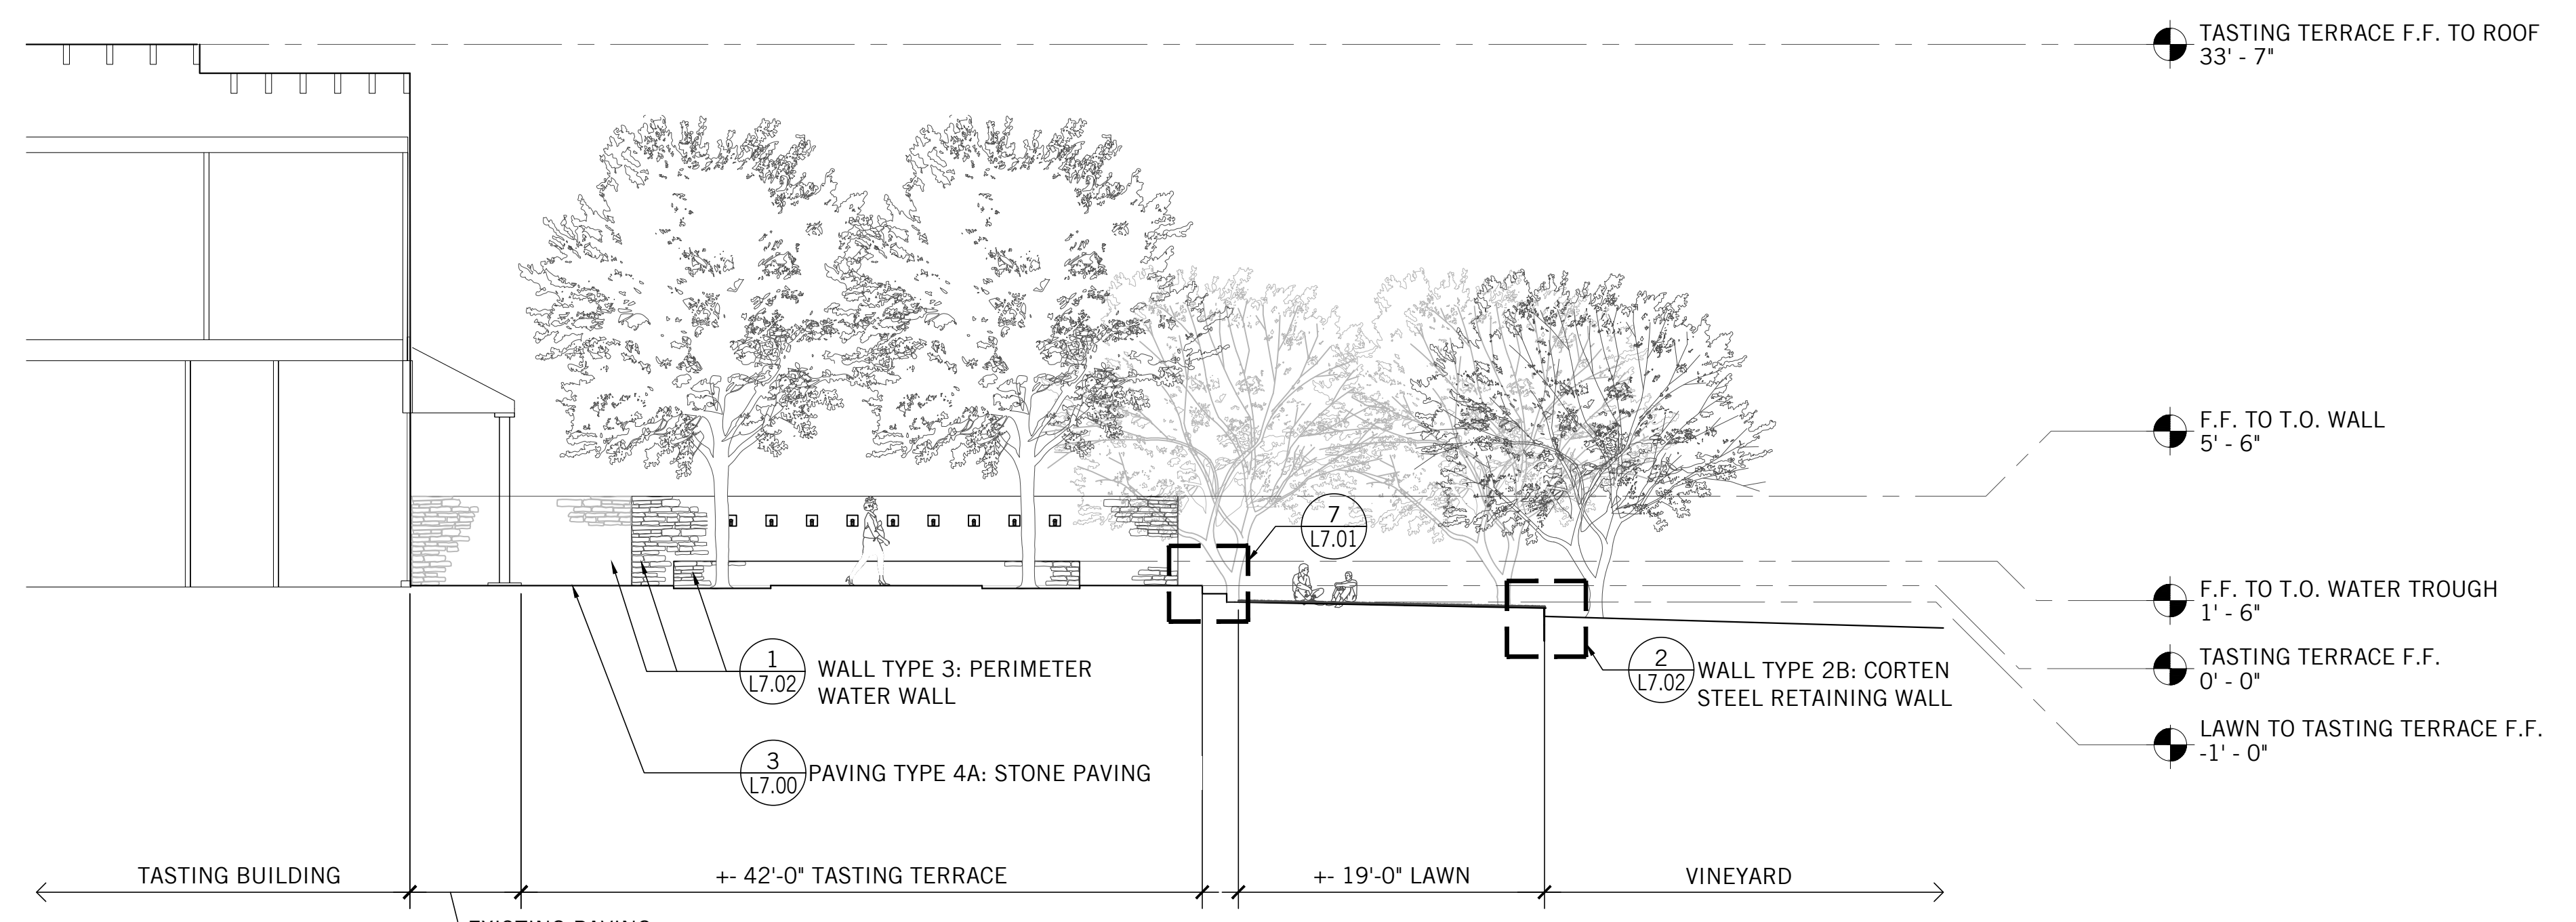 TASTING TERRACE F.F. TO ROOF
33' - 7"
F.F. TO T.O. WALL
5' - 6"
7
L7.01
F.F. TO T.O. WATER TROUGH
1' - 6"
TASTING TERRACE F.F.
0' - 0"
LAWN TO TASTING TERRACE F.F.
-1' - 0"
1
L7.02
WALL TYPE 3: PERIMETER
WATER WALL
2
L7.02
WALL TYPE 2B: CORTEN
STEEL RETAINING WALL
3
L7.00
PAVING TYPE 4A: STONE PAVING
TASTING BUILDING
+- 42'-0" TASTING TERRACE
+- 19'-0" LAWN
VINEYARD
EXISTING PAVING